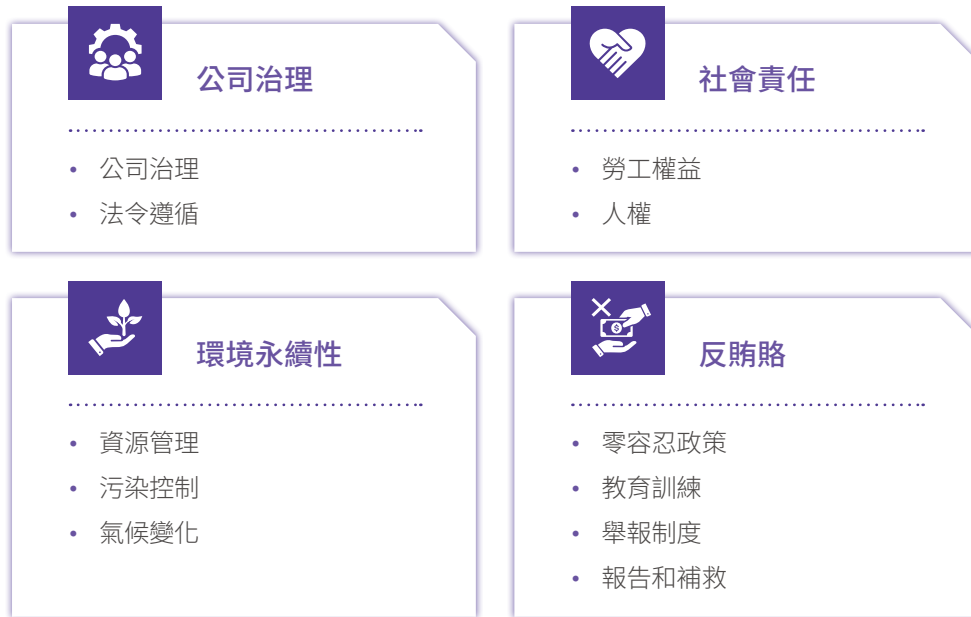 公司治理
• 公司治理
• 法令遵循
社會責任
• 勞工權益
• 人權
環境永續性
• 資源管理
• 污染控制
• 氣候變化
反賄賂
• 零容忍政策
• 教育訓練
• 舉報制度
• 報告和補救